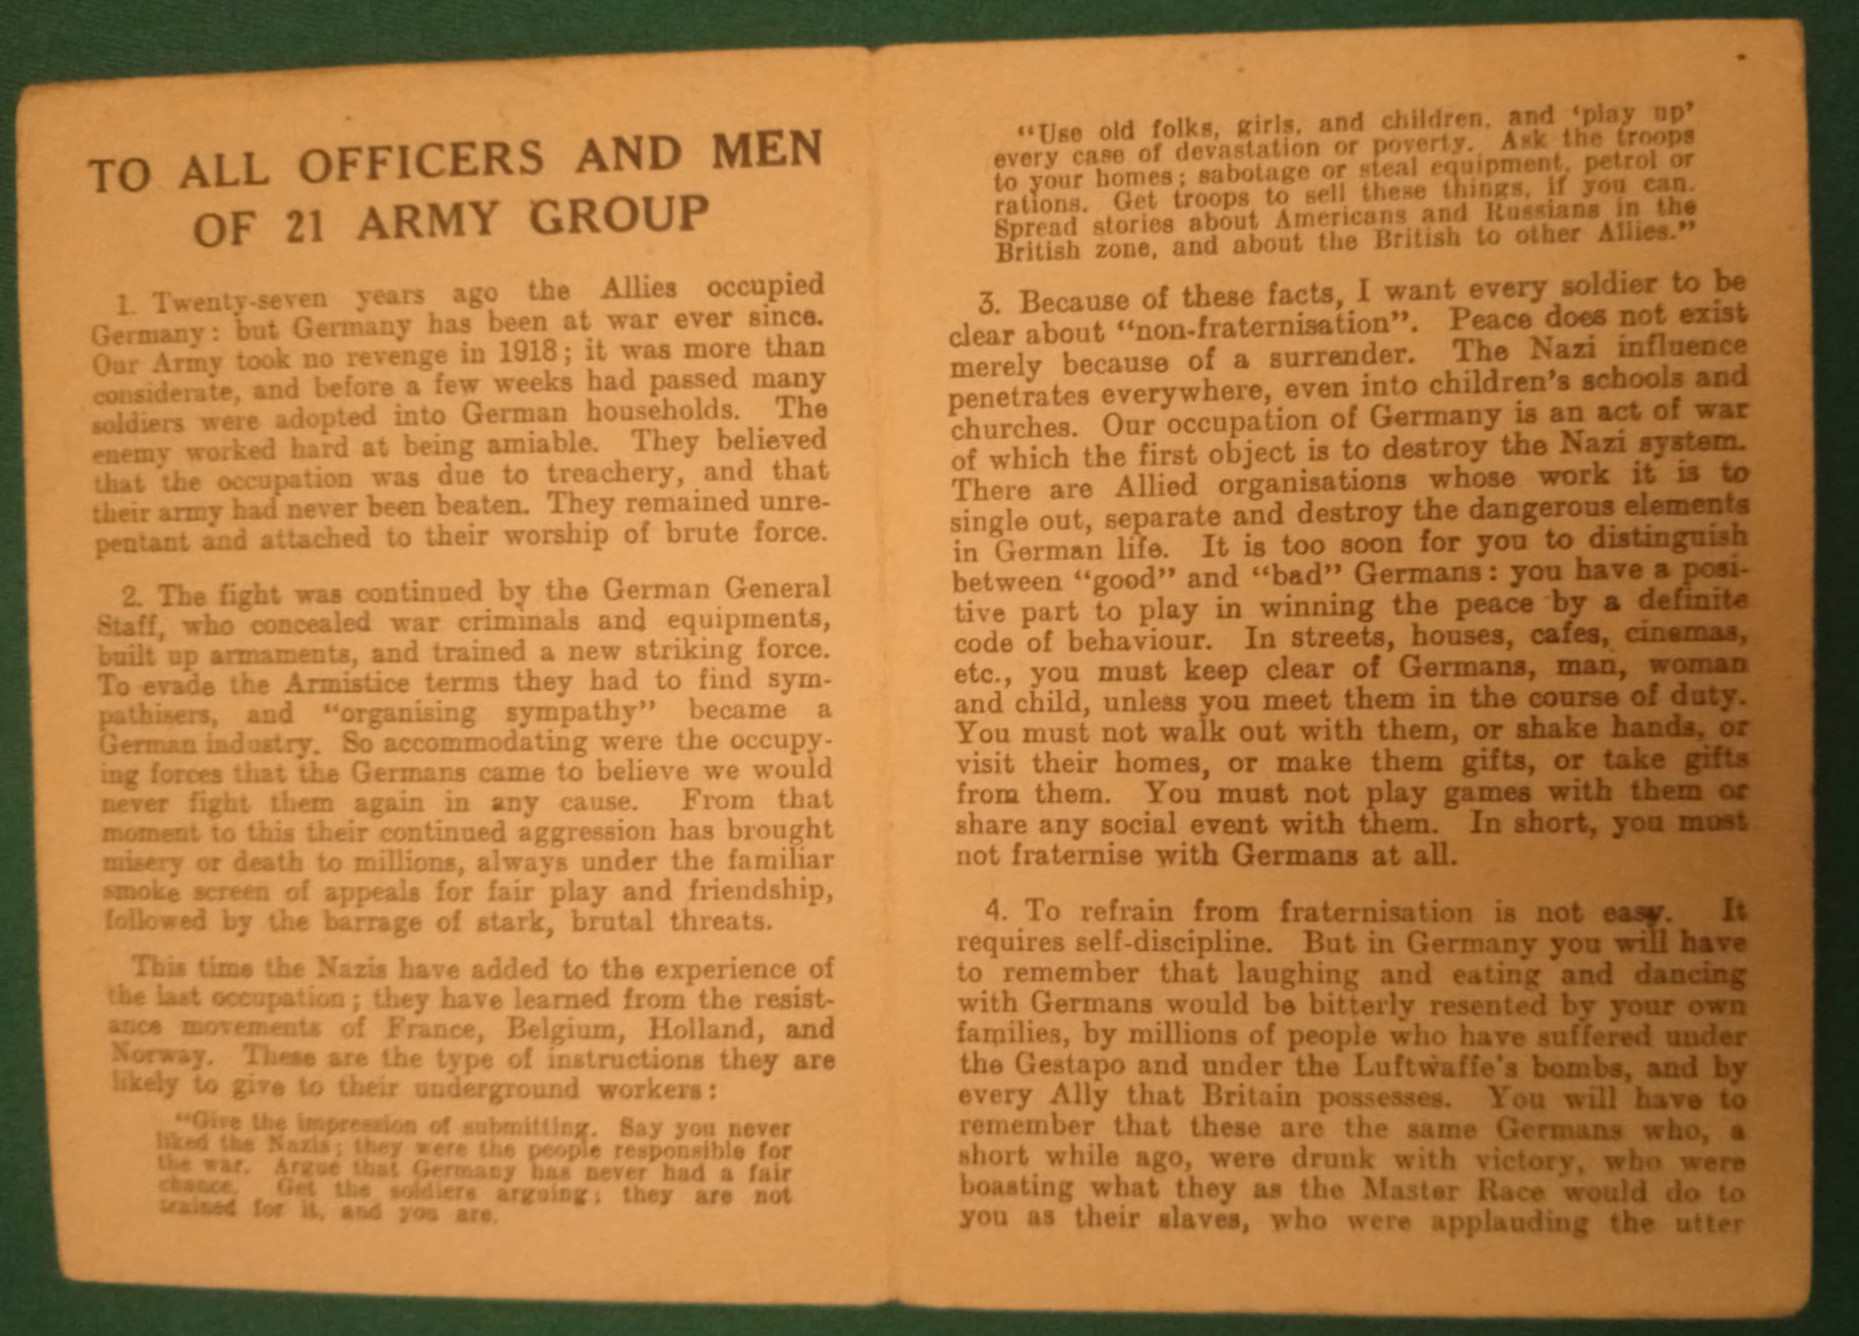 TO ALL OFFICERS AND MEN
OF 21 ARMY GROUP
1. Twenty-seven years ago the Allies occupied
Germany: but Germany has been at war ever since.
Our Army took no revenge in 1918; it was more than
considerate, and before a few weeks had passed many
soldiers were adopted into German households. The
enemy worked hard at being amiable. They believed
that the occupation was due to treachery, and that
their army had never been beaten. They remained unre-
pentant and attached to their worship of brute force.
2. The fight was continued by the German General
Staff, who concealed war criminals and equipments,
built up armaments, and trained a new striking force.
To evade the Armistice terms they had to find sym-
pathisers, and “organising sympathy” became a
German industry. So accommodating were the occupy-
ing forces that the Germans came to believe we would
never fight them again in any cause. From that
moment to this their continued aggression has brought
misery or death to millions, always under the familiar
smoke screen of appeals for fair play and friendship,
followed by the barrage of stark, brutal threats.
This time the Nazis have added to the experience of
the last occupation; they have learned from the resist-
ance movements of France, Belgium, Holland, and
Norway. These are the type of instructions they are
likely to give to their underground workers:
“Give the impression of submitting. Say you never
liked the Nazis; they were the people responsible for
the war. Argue that Germany has never had a fair
chance. Get the soldiers arguing; they are not
trained for it, and you are.
“Use old folks, girls, and children, and ‘play up’
every case of devastation or poverty. Ask the troops
to your homes; sabotage or steal equipment, petrol or
rations. Get troops to sell these things, if you can.
Spread stories about Americans and Russians in the
British zone, and about the British to other Allies.”
3. Because of these facts, I want every soldier to be
clear about “non-fraternisation”. Peace does not exist
merely because of a surrender. The Nazi influence
penetrates everywhere, even into children’s schools and
churches. Our occupation of Germany is an act of war
of which the first object is to destroy the Nazi system.
There are Allied organisations whose work it is to
single out, separate and destroy the dangerous elements
in German life. It is too soon for you to distinguish
between “good” and “bad” Germans: you have a posi-
tive part to play in winning the peace by a definite
code of behaviour. In streets, houses, cafes, cinemas,
etc., you must keep clear of Germans, man, woman
and child, unless you meet them in the course of duty.
You must not walk out with them, or shake hands, or
visit their homes, or make them gifts, or take gifts
from them. You must not play games with them or
share any social event with them. In short, you must
not fraternise with Germans at all.
4. To refrain from fraternisation is not easy. It
requires self-discipline. But in Germany you will have
to remember that laughing and eating and dancing
with Germans would be bitterly resented by your own
families, by millions of people who have suffered under
the Gestapo and under the Luftwaffe’s bombs, and by
every Ally that Britain possesses. You will have to
remember that these are the same Germans who, a
short while ago, were drunk with victory, who were
boasting what they as the Master Race would do to
you as their slaves, who were applauding the utter